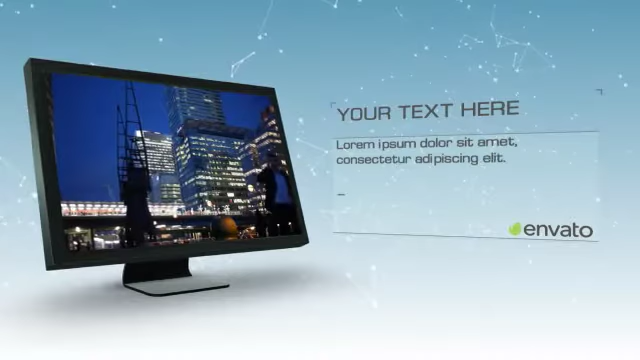 YOUR TEXT HERE
Lorem ipsum dolor sit amet,
consectetur adipiscing elit.
envato